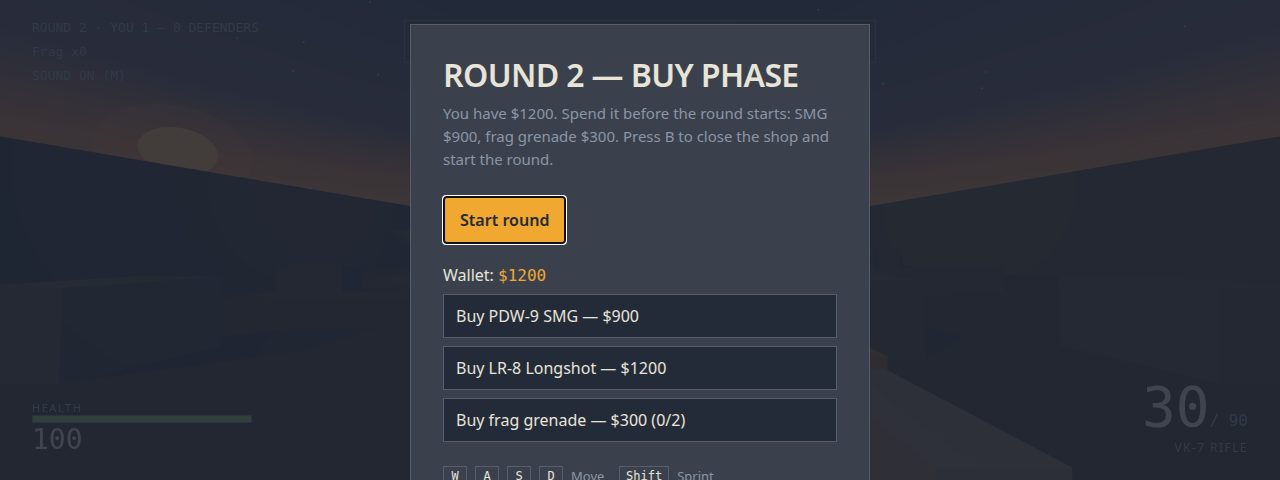 ROUND 2 · YOU 1 — 0 DEFENDERS
Frag x0
SOUND ON (M)
ROUND 2 — BUY PHASE
You have $1200. Spend it before the round starts: SMG
$900, frag grenade $300. Press B to close the shop and
start the round.
Start round
Wallet: $1200
Buy PDW-9 SMG — $900
Buy LR-8 Longshot — $1200
Buy frag grenade — $300 (0/2)
W A S D Move Shift Sprint
HEALTH
100
30 / 90
VK-7 RIFLE